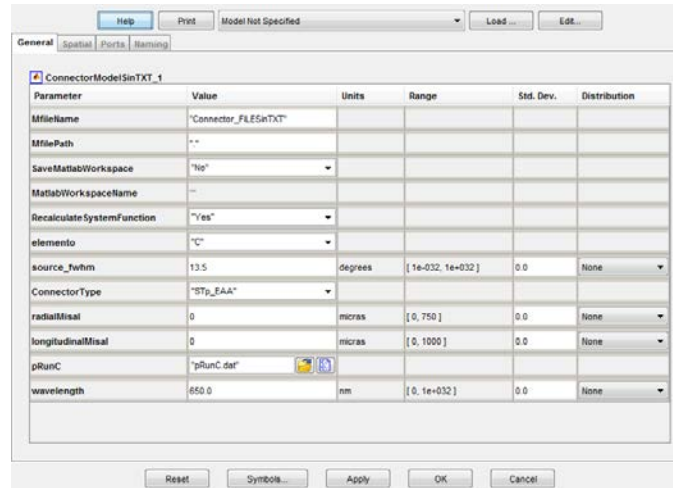 Help Print Model Not Specified Load ... Edit...
General Spatial Ports Naming
ConnectorModelSinTXT_1
Parameter Value Units Range Std. Dev. Distribution
MfileName "Connector_FILESinTXT"
MfilePath "."
SaveMatlabWorkspace "No"
MatlabWorkspaceName ""
RecalculateSystemFunction "Yes"
elemento "C"
source_fwhm 13.5 degrees [ 1e-032, 1e+032 ] 0.0 None
ConnectorType "STp_EAA"
radialMisal 0 micras [ 0, 750 ] 0.0 None
longitudinalMisal 0 micras [ 0, 1000 ] 0.0 None
pRunC "pRunC.dat"
wavelength 650.0 nm [ 0, 1e+032 ] 0.0 None
Reset Symbols... Apply OK Cancel